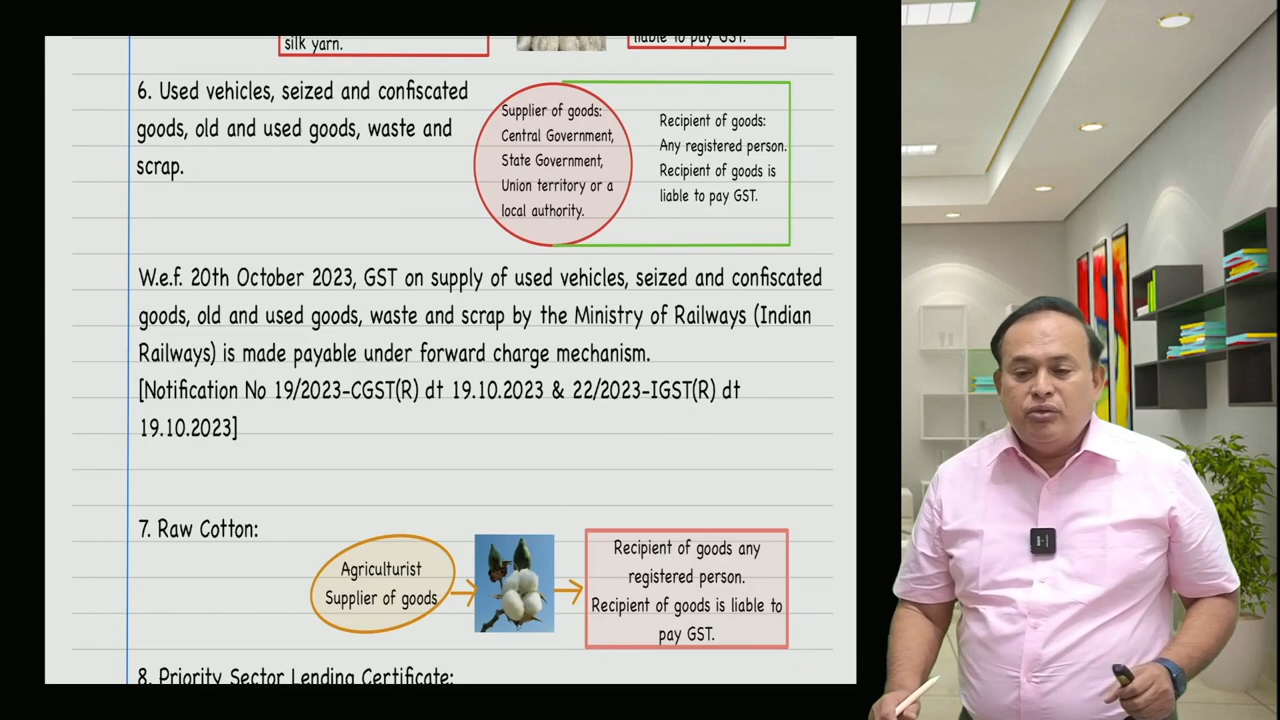 silk yarn.
liable to pay GST.
6. Used vehicles, seized and confiscated
goods, old and used goods, waste and
scrap.
Supplier of goods:
Central Government,
State Government,
Union territory or a
local authority.
Recipient of goods:
Any registered person.
Recipient of goods is
liable to pay GST.
W.e.f. 20th October 2023, GST on supply of used vehicles, seized and confiscated
goods, old and used goods, waste and scrap by the Ministry of Railways (Indian
Railways) is made payable under forward charge mechanism.
[Notification No 19/2023-CGST(R) dt 19.10.2023 & 22/2023-IGST(R) dt
19.10.2023]
7. Raw Cotton:
Agriculturist
Supplier of goods
Recipient of goods any
registered person.
Recipient of goods is liable to
pay GST.
8. Priority Sector Lending Certificate: